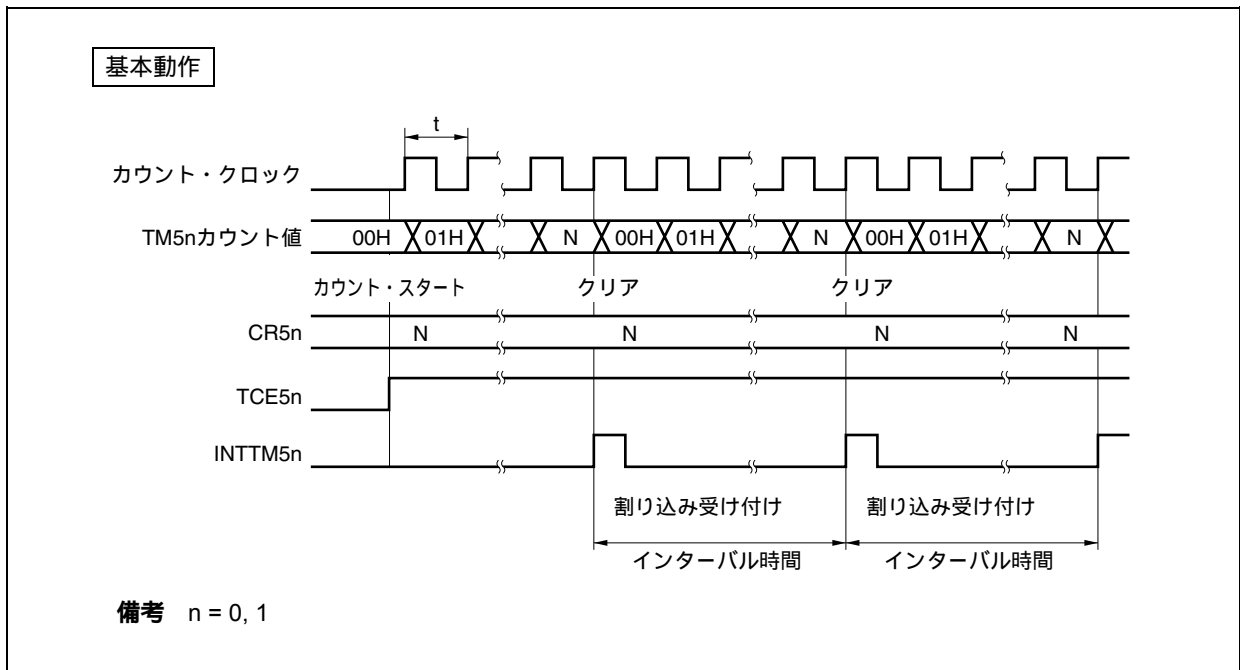 基本動作
t
カウント・クロック
TM5nカウント値 00H 01H N 00H 01H N 00H 01H N
カウント・スタート クリア クリア
CR5n N N N N
TCE5n
INTTM5n
割り込み受け付け 割り込み受け付け
インターバル時間 インターバル時間
備考 n = 0, 1